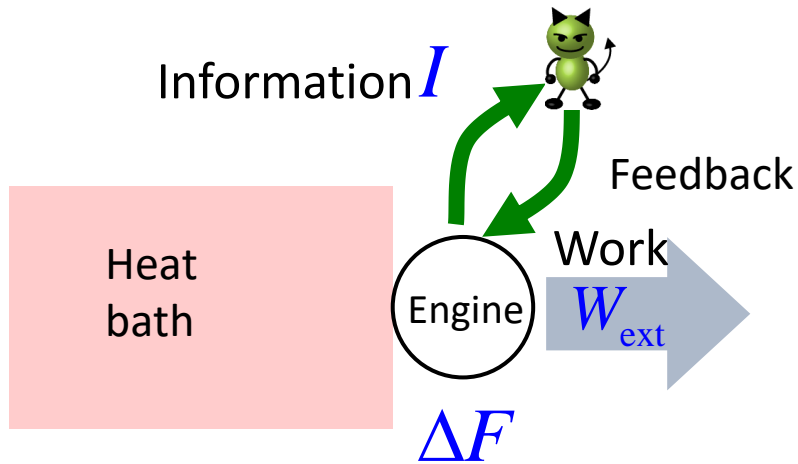 Information I
Feedback
Work
Heat
bath
Engine
W_ext
ΔF